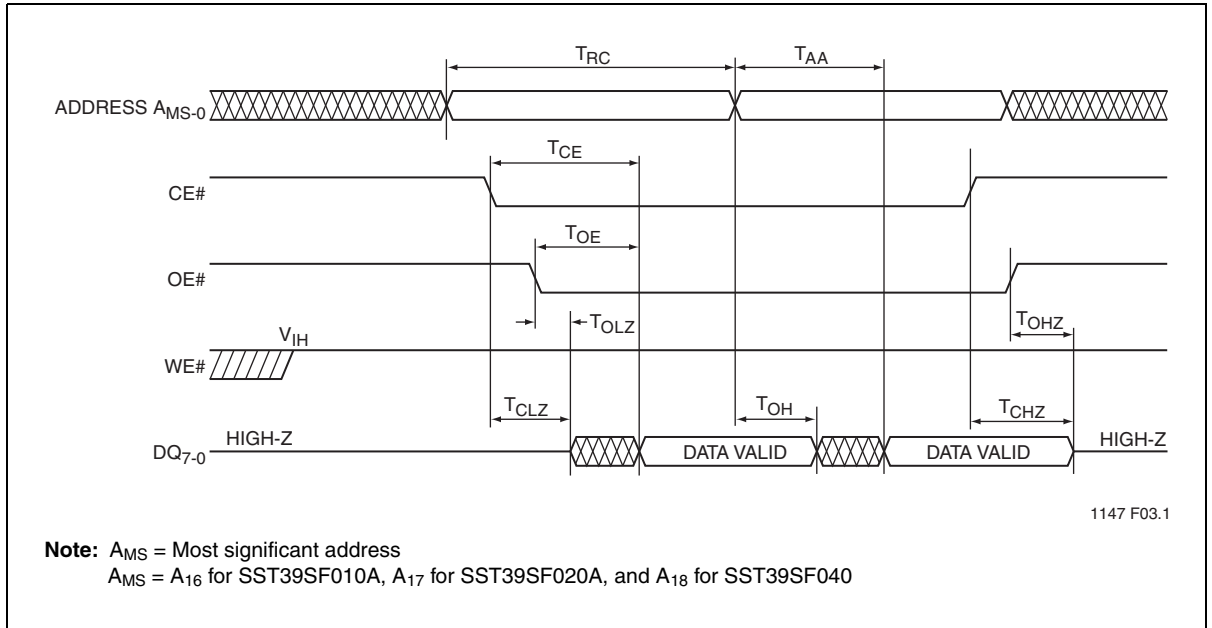 TRC
TAA
ADDRESS AMS-0
TCE
CE#
TOE
OE#
TOLZ
TOHZ
VIH
WE#
TCLZ
TOH
TCHZ
HIGH-Z
HIGH-Z
DQ7-0
DATA VALID
DATA VALID
1147 F03.1
Note: AMS = Most significant address
AMS = A16 for SST39SF010A, A17 for SST39SF020A, and A18 for SST39SF040